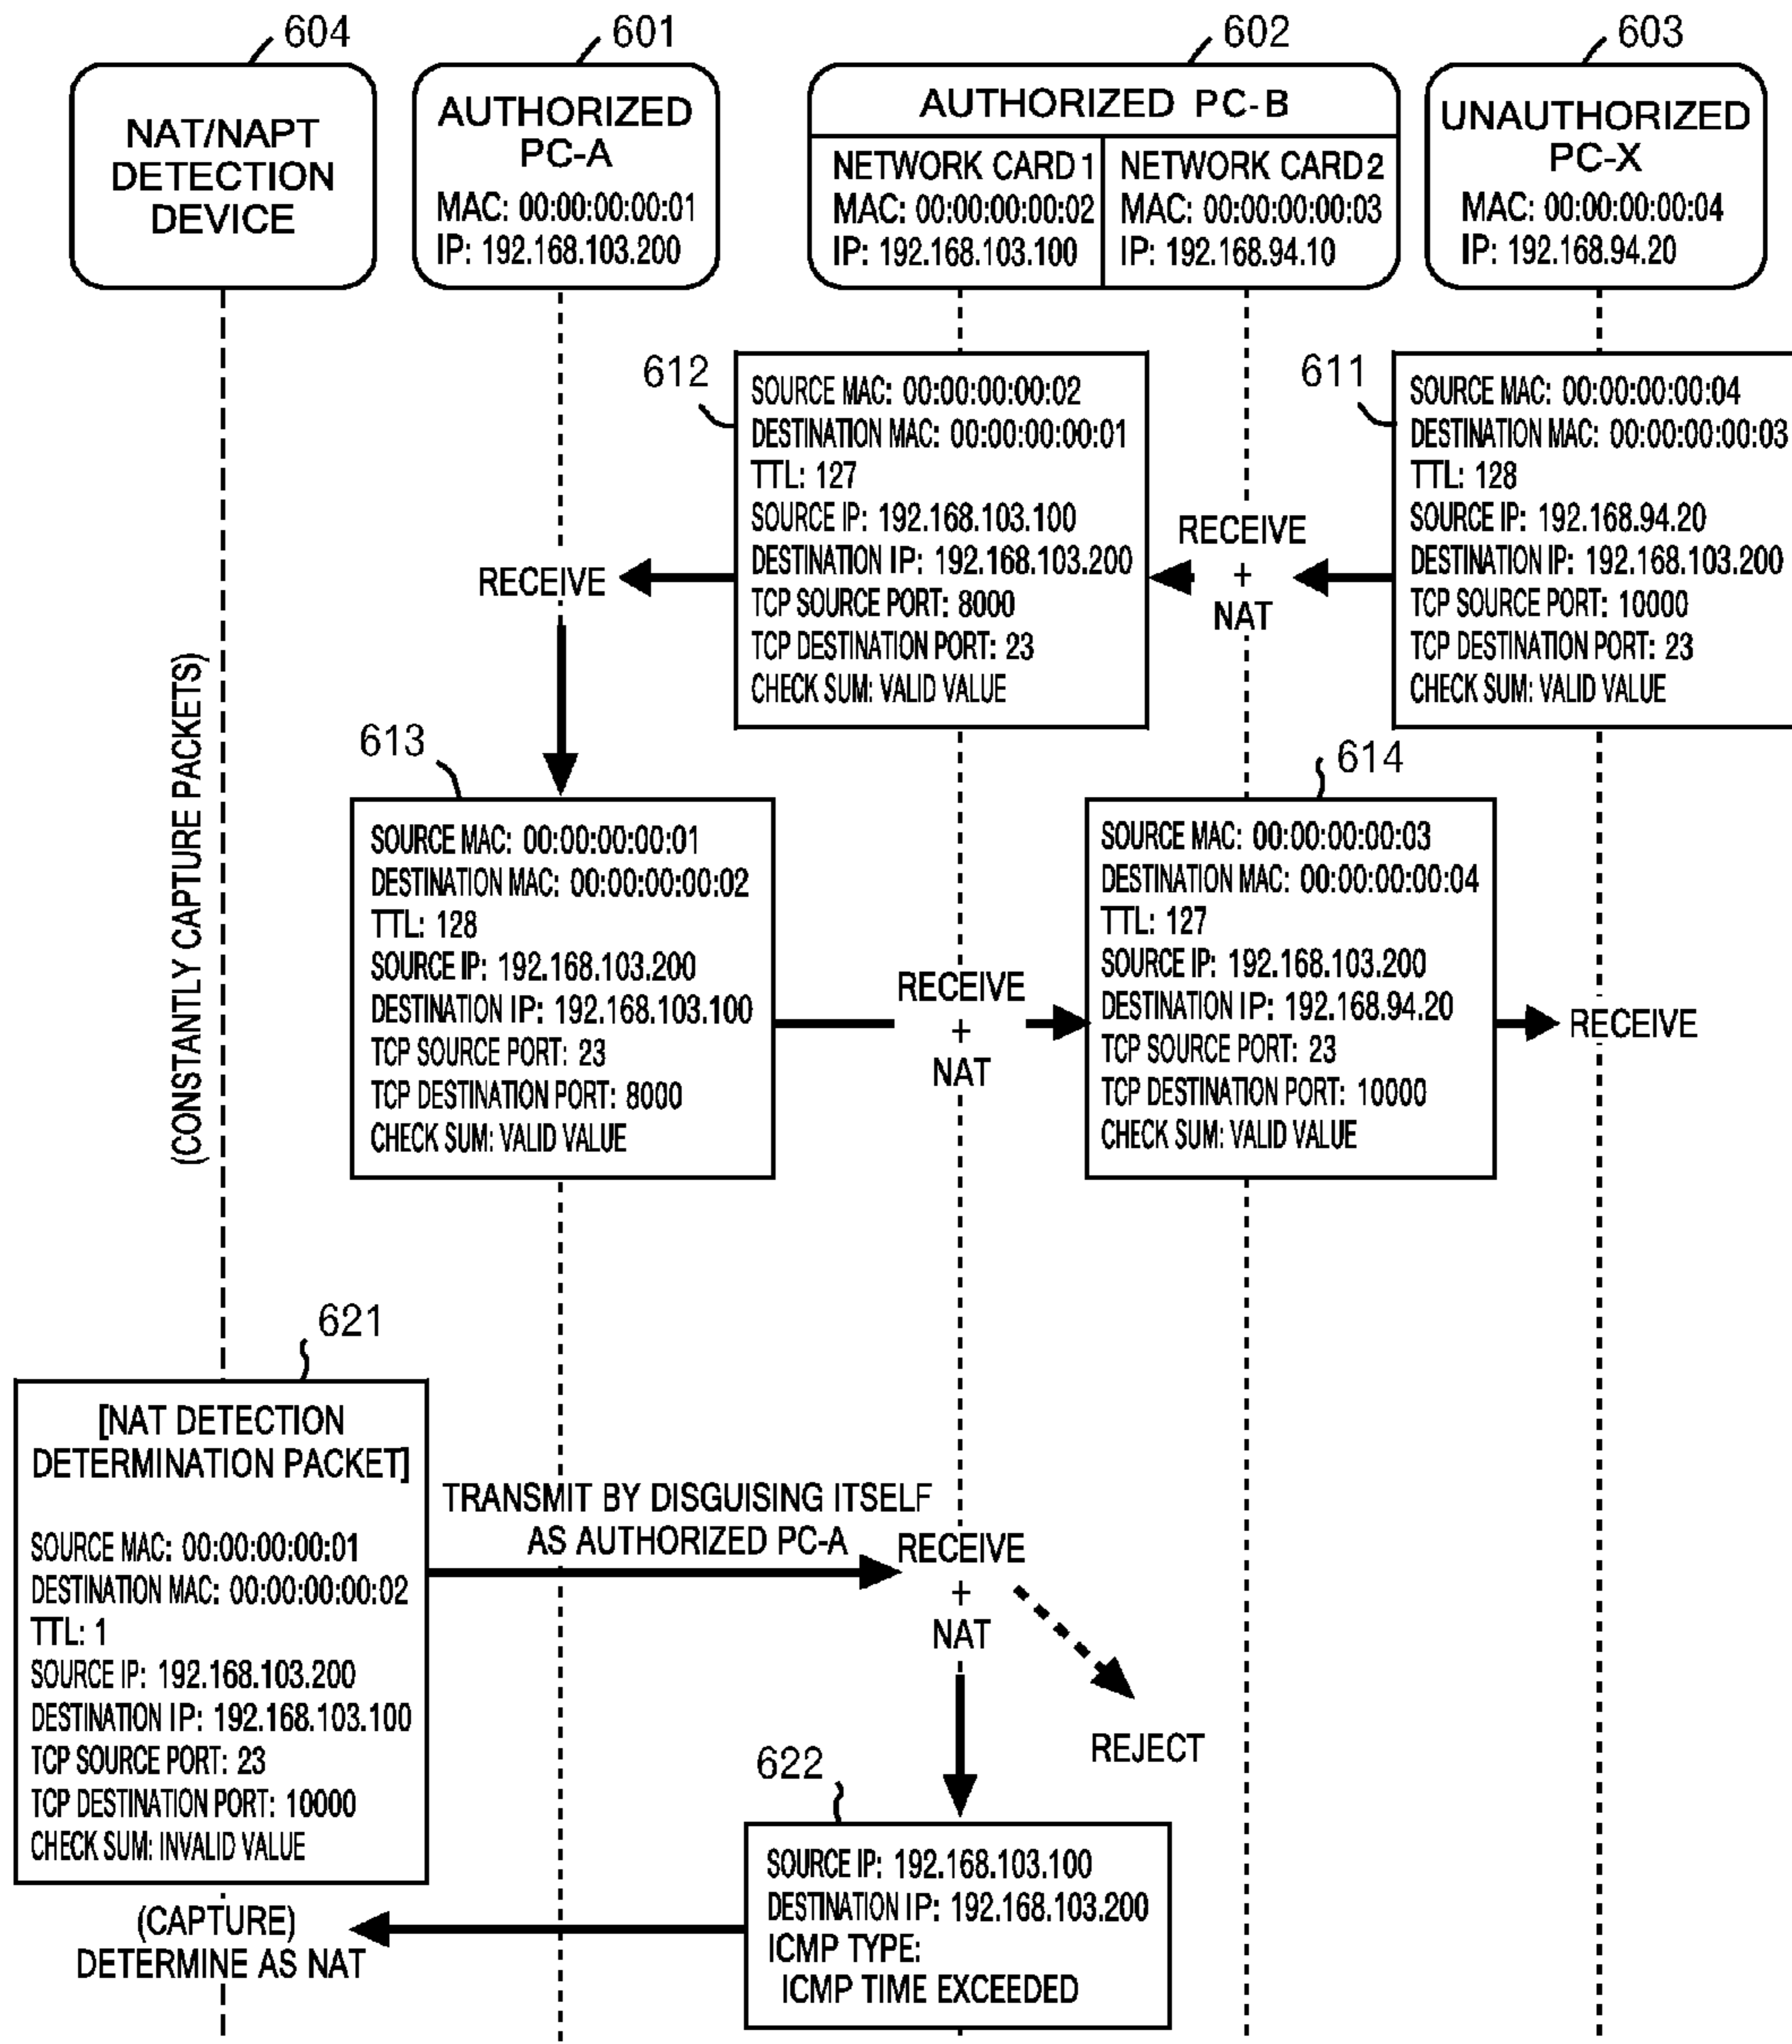 604
601
602
603
NAT/NAPT
DETECTION
DEVICE
AUTHORIZED
PC-A
MAC: 00:00:00:00:01
IP: 192.168.103.200
AUTHORIZED PC-B
NETWORK CARD 1
MAC: 00:00:00:00:02
IP: 192.168.103.100
NETWORK CARD 2
MAC: 00:00:00:00:03
IP: 192.168.94.10
UNAUTHORIZED
PC-X
MAC: 00:00:00:00:04
IP: 192.168.94.20
611
SOURCE MAC: 00:00:00:00:04
DESTINATION MAC: 00:00:00:00:03
TTL: 128
SOURCE IP: 192.168.94.20
DESTINATION IP: 192.168.103.200
TCP SOURCE PORT: 10000
TCP DESTINATION PORT: 23
CHECK SUM: VALID VALUE
RECEIVE
+
NAT
612
SOURCE MAC: 00:00:00:00:02
DESTINATION MAC: 00:00:00:00:01
TTL: 127
SOURCE IP: 192.168.103.100
DESTINATION IP: 192.168.103.200
TCP SOURCE PORT: 8000
TCP DESTINATION PORT: 23
CHECK SUM: VALID VALUE
RECEIVE
(CONSTANTLY CAPTURE PACKETS)
613
SOURCE MAC: 00:00:00:00:01
DESTINATION MAC: 00:00:00:00:02
TTL: 128
SOURCE IP: 192.168.103.200
DESTINATION IP: 192.168.103.100
TCP SOURCE PORT: 23
TCP DESTINATION PORT: 8000
CHECK SUM: VALID VALUE
RECEIVE
+
NAT
614
SOURCE MAC: 00:00:00:00:03
DESTINATION MAC: 00:00:00:00:04
TTL: 127
SOURCE IP: 192.168.103.200
DESTINATION IP: 192.168.94.20
TCP SOURCE PORT: 23
TCP DESTINATION PORT: 10000
CHECK SUM: VALID VALUE
RECEIVE
621
[NAT DETECTION
DETERMINATION PACKET]
SOURCE MAC: 00:00:00:00:01
DESTINATION MAC: 00:00:00:00:02
TTL: 1
SOURCE IP: 192.168.103.200
DESTINATION IP: 192.168.103.100
TCP SOURCE PORT: 23
TCP DESTINATION PORT: 10000
CHECK SUM: INVALID VALUE
TRANSMIT BY DISGUISING ITSELF
AS AUTHORIZED PC-A
RECEIVE
+
NAT
REJECT
622
SOURCE IP: 192.168.103.100
DESTINATION IP: 192.168.103.200
ICMP TYPE:
ICMP TIME EXCEEDED
(CAPTURE)
DETERMINE AS NAT